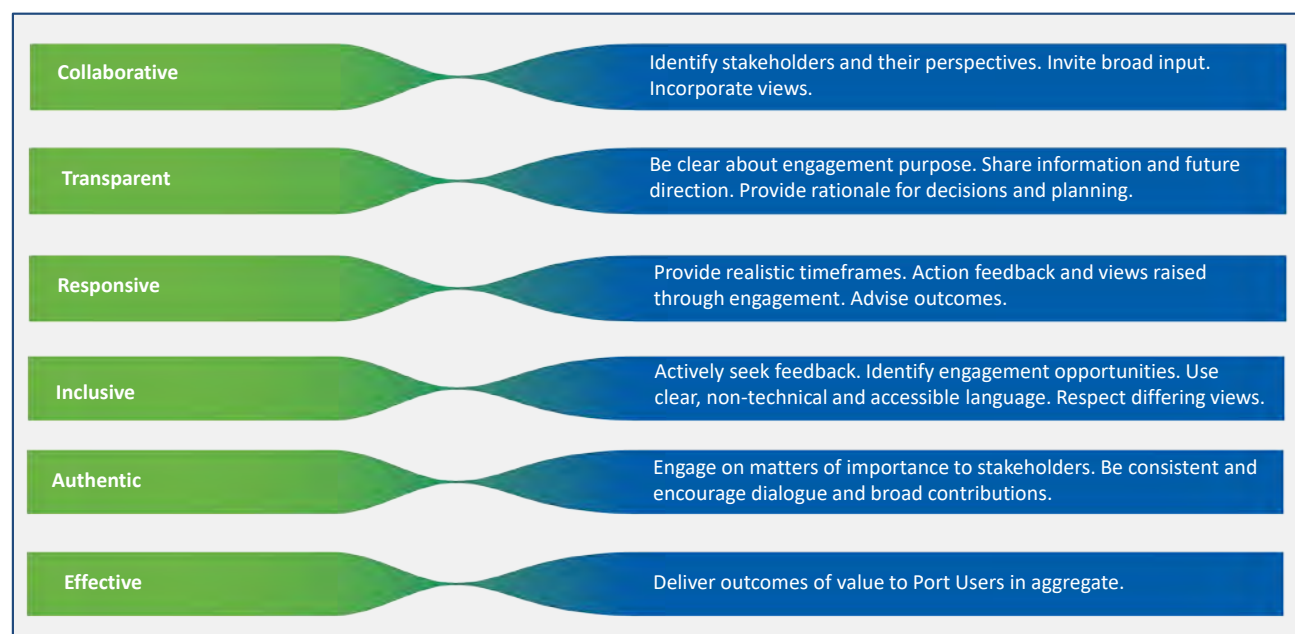 Collaborative
Identify stakeholders and their perspectives. Invite broad input.
Incorporate views.
Transparent
Be clear about engagement purpose. Share information and future
direction. Provide rationale for decisions and planning.
Responsive
Provide realistic timeframes. Action feedback and views raised
through engagement. Advise outcomes.
Inclusive
Actively seek feedback. Identify engagement opportunities. Use
clear, non-technical and accessible language. Respect differing views.
Authentic
Engage on matters of importance to stakeholders. Be consistent and
encourage dialogue and broad contributions.
Effective
Deliver outcomes of value to Port Users in aggregate.